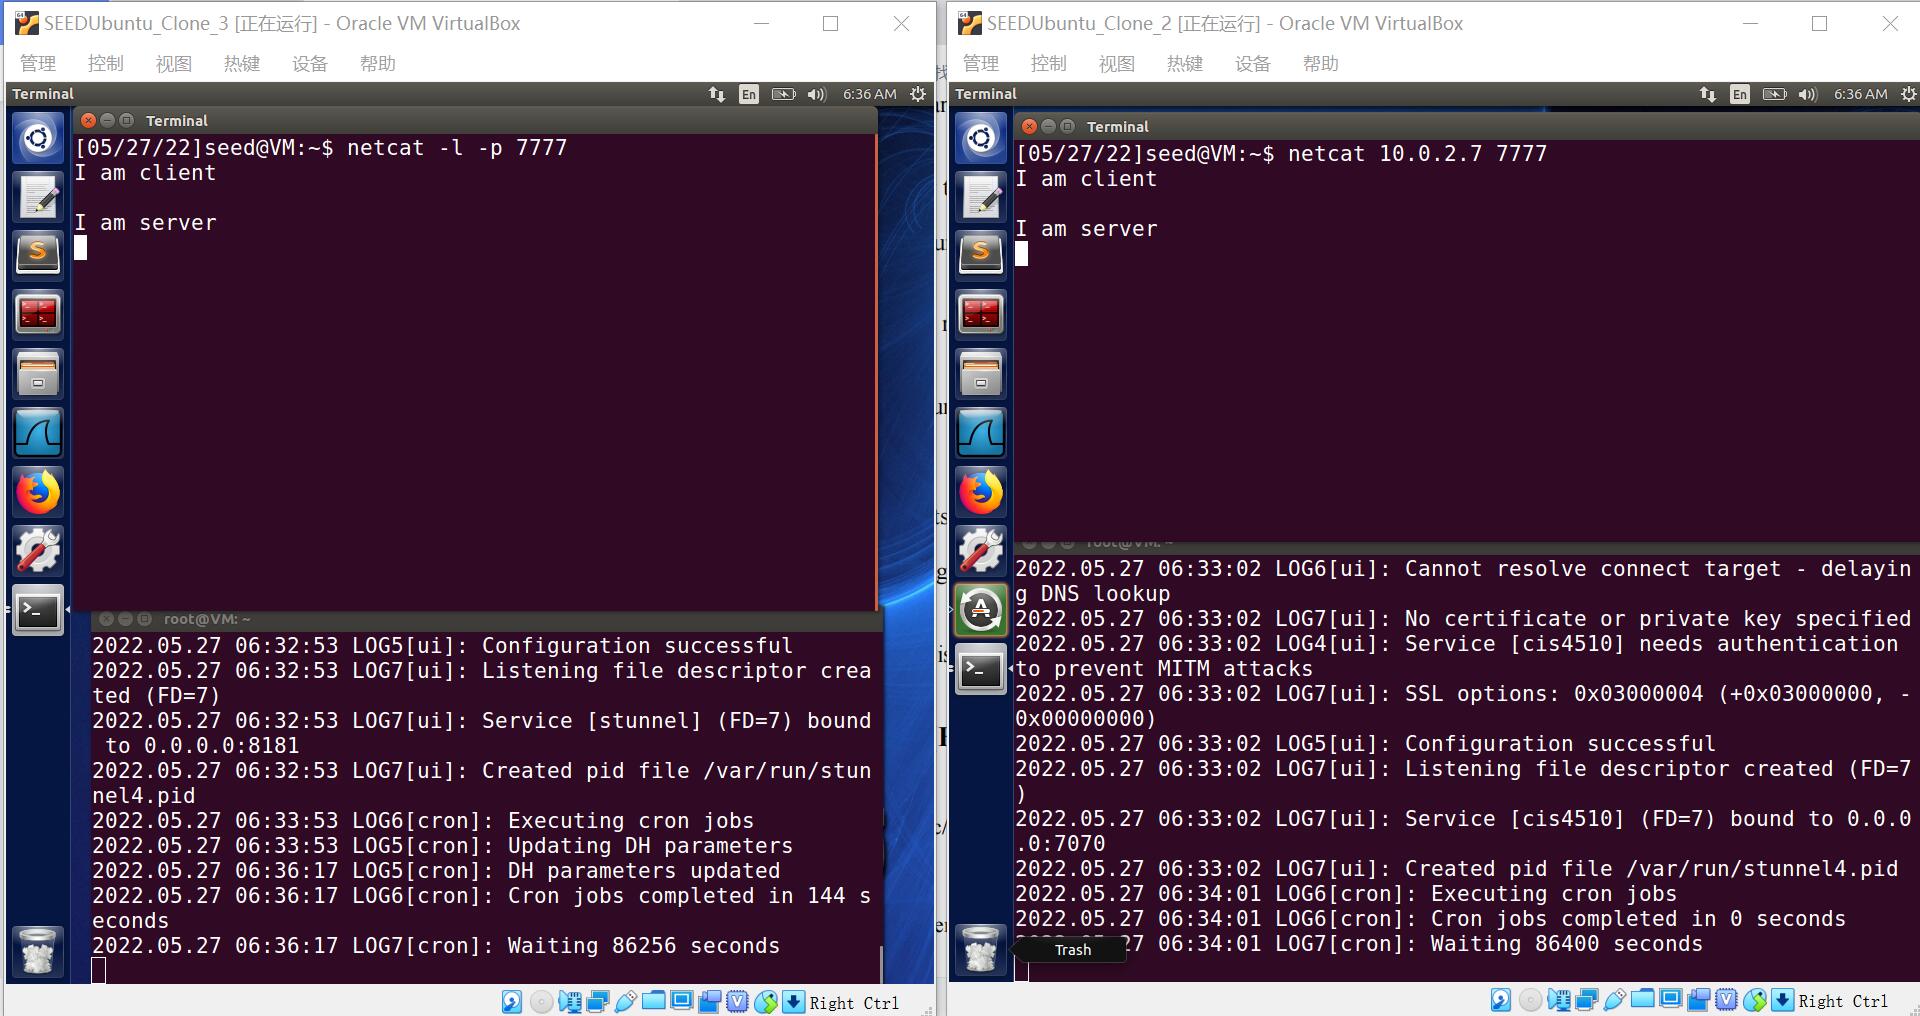 SEEDUbuntu_Clone_3 [正在运行] - Oracle VM VirtualBox
管理 控制 视图 热键 设备 帮助
Terminal En 6:36 AM
Terminal
[05/27/22]seed@VM:~$ netcat -l -p 7777
I am client
I am server
root@VM: ~
2022.05.27 06:32:53 LOG5[ui]: Configuration successful
2022.05.27 06:32:53 LOG7[ui]: Listening file descriptor crea
ted (FD=7)
2022.05.27 06:32:53 LOG7[ui]: Service [stunnel] (FD=7) bound
to 0.0.0.0:8181
2022.05.27 06:32:53 LOG7[ui]: Created pid file /var/run/stun
nel4.pid
2022.05.27 06:33:53 LOG6[cron]: Executing cron jobs
2022.05.27 06:33:53 LOG5[cron]: Updating DH parameters
2022.05.27 06:36:17 LOG5[cron]: DH parameters updated
2022.05.27 06:36:17 LOG6[cron]: Cron jobs completed in 144 s
econds
2022.05.27 06:36:17 LOG7[cron]: Waiting 86256 seconds
Right Ctrl
SEEDUbuntu_Clone_2 [正在运行] - Oracle VM VirtualBox
管理 控制 视图 热键 设备 帮助
Terminal En 6:36 AM
Terminal
[05/27/22]seed@VM:~$ netcat 10.0.2.7 7777
I am client
I am server
root@VM: ~
2022.05.27 06:33:02 LOG6[ui]: Cannot resolve connect target - delayin
g DNS lookup
2022.05.27 06:33:02 LOG7[ui]: No certificate or private key specified
2022.05.27 06:33:02 LOG4[ui]: Service [cis4510] needs authentication
to prevent MITM attacks
2022.05.27 06:33:02 LOG7[ui]: SSL options: 0x03000004 (+0x03000000, -
0x00000000)
2022.05.27 06:33:02 LOG5[ui]: Configuration successful
2022.05.27 06:33:02 LOG7[ui]: Listening file descriptor created (FD=7
)
2022.05.27 06:33:02 LOG7[ui]: Service [cis4510] (FD=7) bound to 0.0.0
.0:7070
2022.05.27 06:33:02 LOG7[ui]: Created pid file /var/run/stunnel4.pid
2022.05.27 06:34:01 LOG6[cron]: Executing cron jobs
2022.05.27 06:34:01 LOG6[cron]: Cron jobs completed in 0 seconds
Trash 7 06:34:01 LOG7[cron]: Waiting 86400 seconds
Right Ctrl